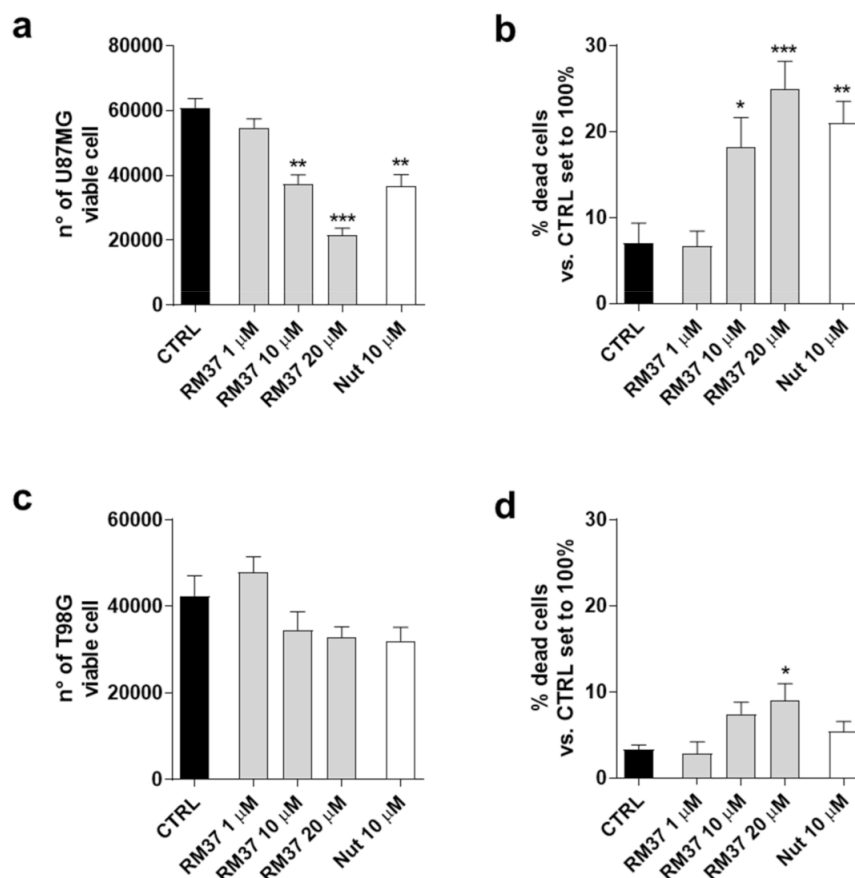 a
80000
60000
40000
20000
0
n° of U87MG
viable cell
**
***
**
CTRL
RM37 1 μM
RM37 10 μM
RM37 20 μM
Nut 10 μM
b
30
20
10
0
% dead cells
vs. CTRL set to 100%
*
***
**
CTRL
RM37 1 μM
RM37 10 μM
RM37 20 μM
Nut 10 μM
c
60000
40000
20000
0
n° of T98G
viable cell
CTRL
RM37 1 μM
RM37 10 μM
RM37 20 μM
Nut 10 μM
d
30
20
10
0
% dead cells
vs. CTRL set to 100%
*
CTRL
RM37 1 μM
RM37 10 μM
RM37 20 μM
Nut 10 μM